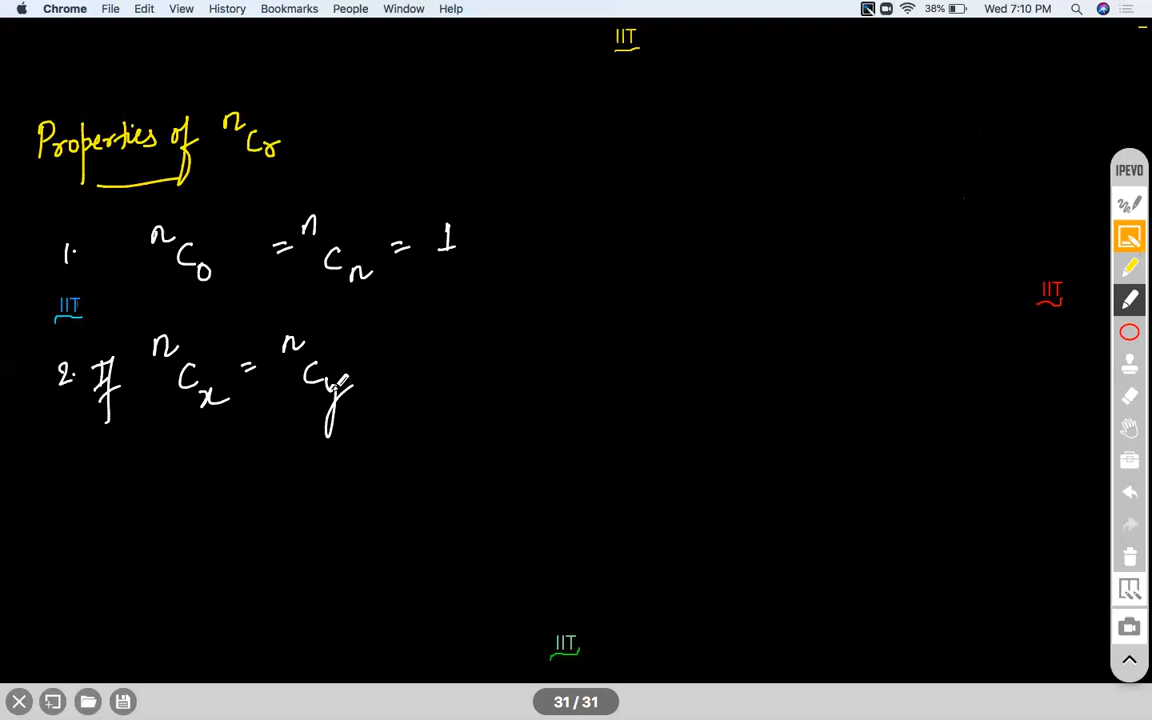 Chrome File Edit View History Bookmarks People Window Help 38% Wed 7:10 PM
IIT
Properties of ⁿCᵣ
IPEVO
1. ⁿC₀ = ⁿCₙ = 1
IIT
IIT
2. If ⁿCₓ = ⁿCy
IIT
31 / 31